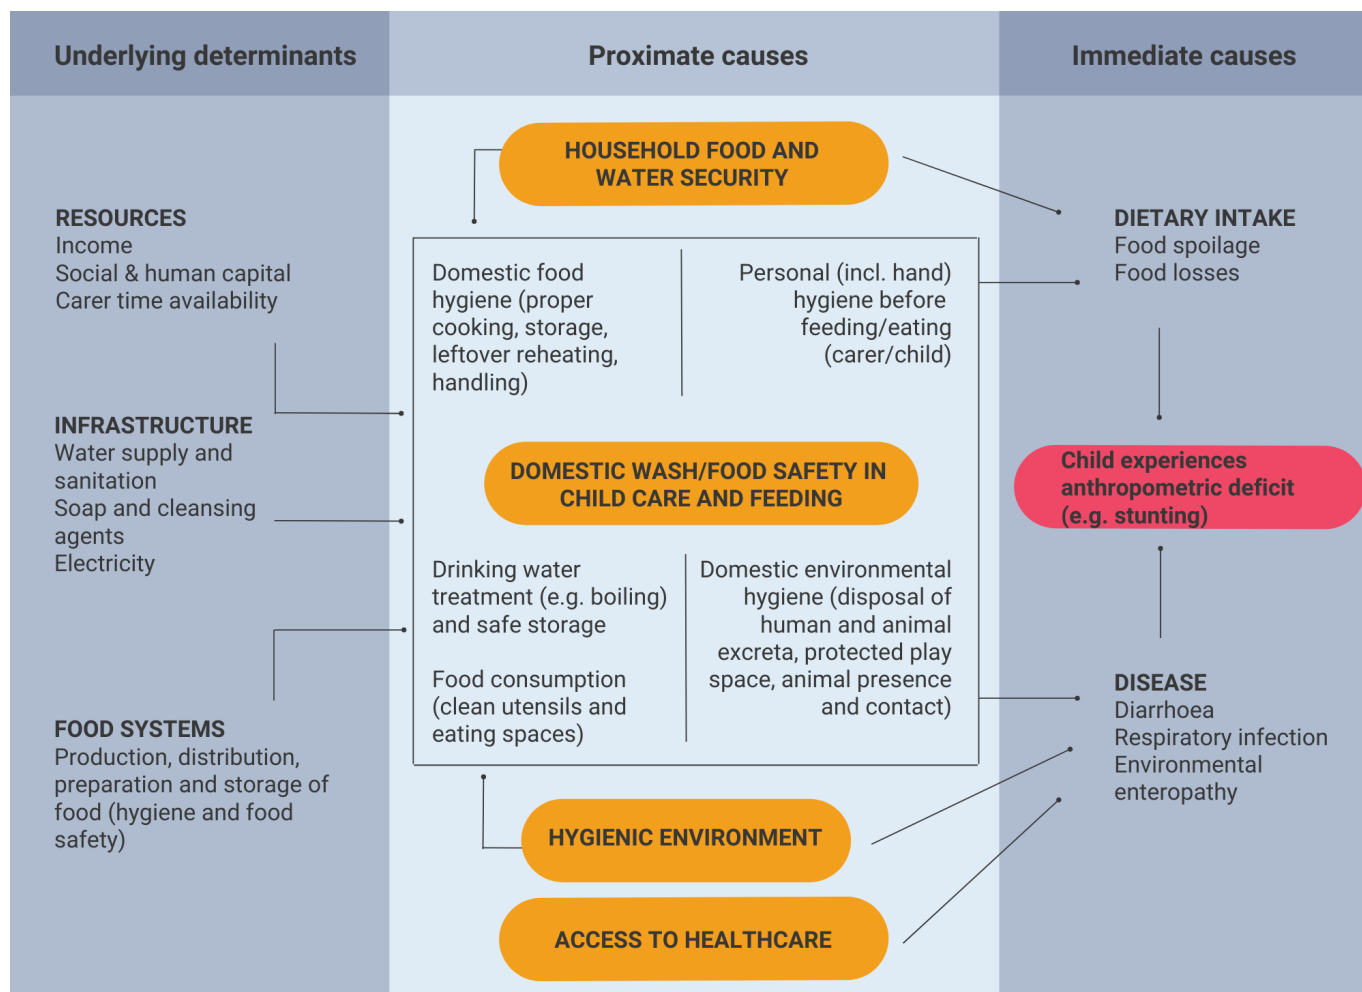 Underlying determinants
Proximate causes
Immediate causes
RESOURCES
Income
Social & human capital
Carer time availability
INFRASTRUCTURE
Water supply and
sanitation
Soap and cleansing
agents
Electricity
FOOD SYSTEMS
Production, distribution,
preparation and storage of
food (hygiene and food
safety)
HOUSEHOLD FOOD AND
WATER SECURITY
Domestic food
hygiene (proper
cooking, storage,
leftover reheating,
handling)
Personal (incl. hand)
hygiene before
feeding/eating
(carer/child)
DOMESTIC WASH/FOOD SAFETY IN
CHILD CARE AND FEEDING
Drinking water
treatment (e.g. boiling)
and safe storage
Food consumption
(clean utensils and
eating spaces)
Domestic environmental
hygiene (disposal of
human and animal
excreta, protected play
space, animal presence
and contact)
HYGIENIC ENVIRONMENT
ACCESS TO HEALTHCARE
DIETARY INTAKE
Food spoilage
Food losses
Child experiences
anthropometric deficit
(e.g. stunting)
DISEASE
Diarrhoea
Respiratory infection
Environmental
enteropathy